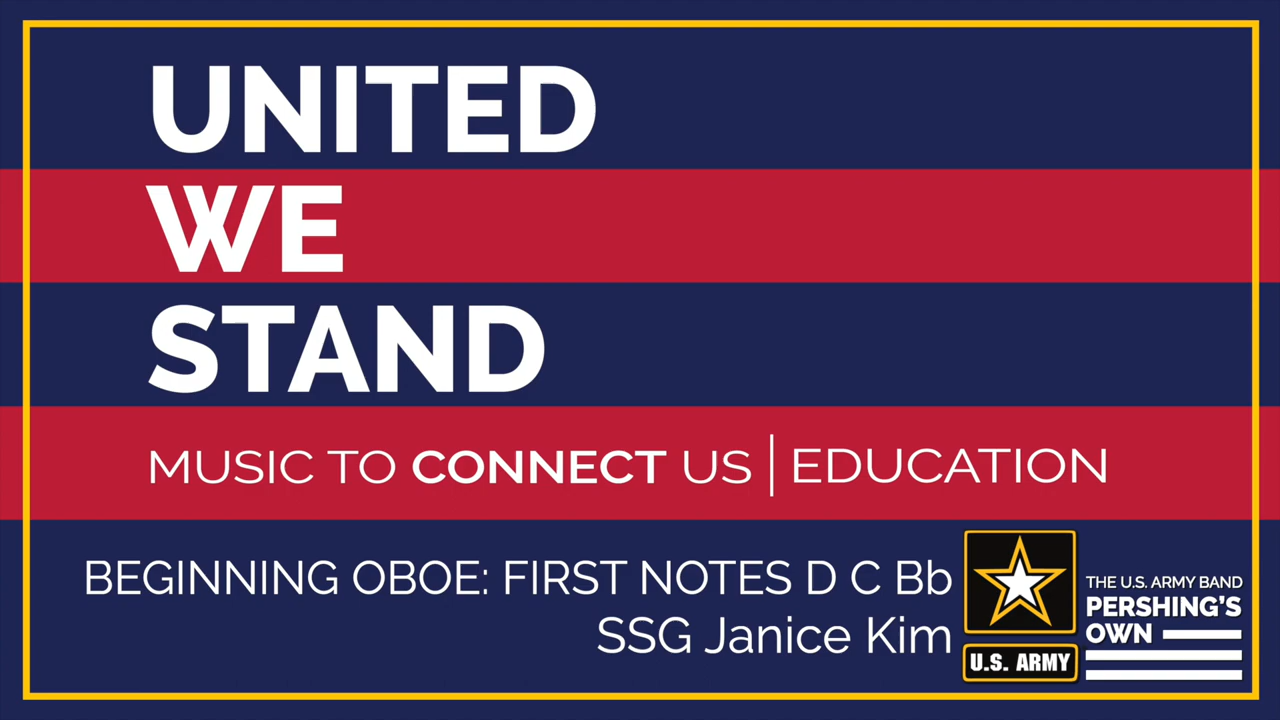 UNITED
WE
STAND
MUSIC TO CONNECT US | EDUCATION
BEGINNING OBOE: FIRST NOTES D C Bb
SSG Janice Kim
U.S. ARMY
THE U.S. ARMY BAND
PERSHING'S
OWN